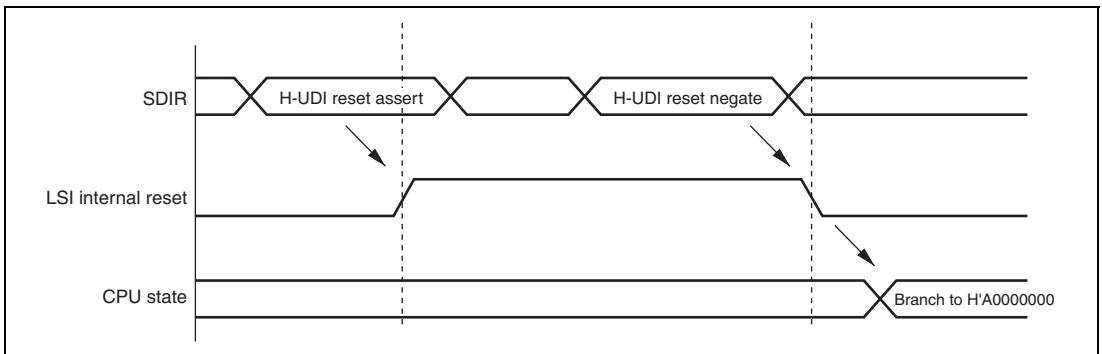 SDIR
H-UDI reset assert
H-UDI reset negate
LSI internal reset
CPU state
Branch to H'A0000000